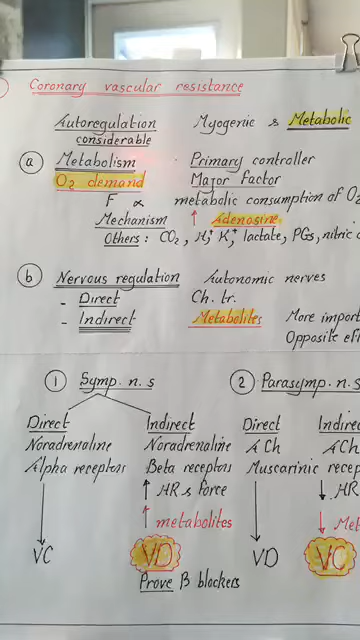 Coronary vascular resistance
Autoregulation Myogenic & Metabolic
considerable
(a) Metabolism Primary controller
O₂ demand Major factor
F ∝ metabolic consumption of O₂
Mechanism ↑ Adenosine
Others: CO₂, H⁺, K⁺, lactate, PGs, nitric
(b) Nervous regulation Autonomic nerves
- Direct Ch. tr.
- Indirect Metabolites More import
Opposite eff
(1) Symp. n. s (2) Parasymp. n. s
Direct Indirect Direct Indirec
Noradrenaline Noradrenaline ACh ACh
Alpha receptors Beta receptors Muscarinic recep
↑ HR & Force ↓ HR
↑ metabolites ↓ Met
VC VD VD VC
Prove B blockers